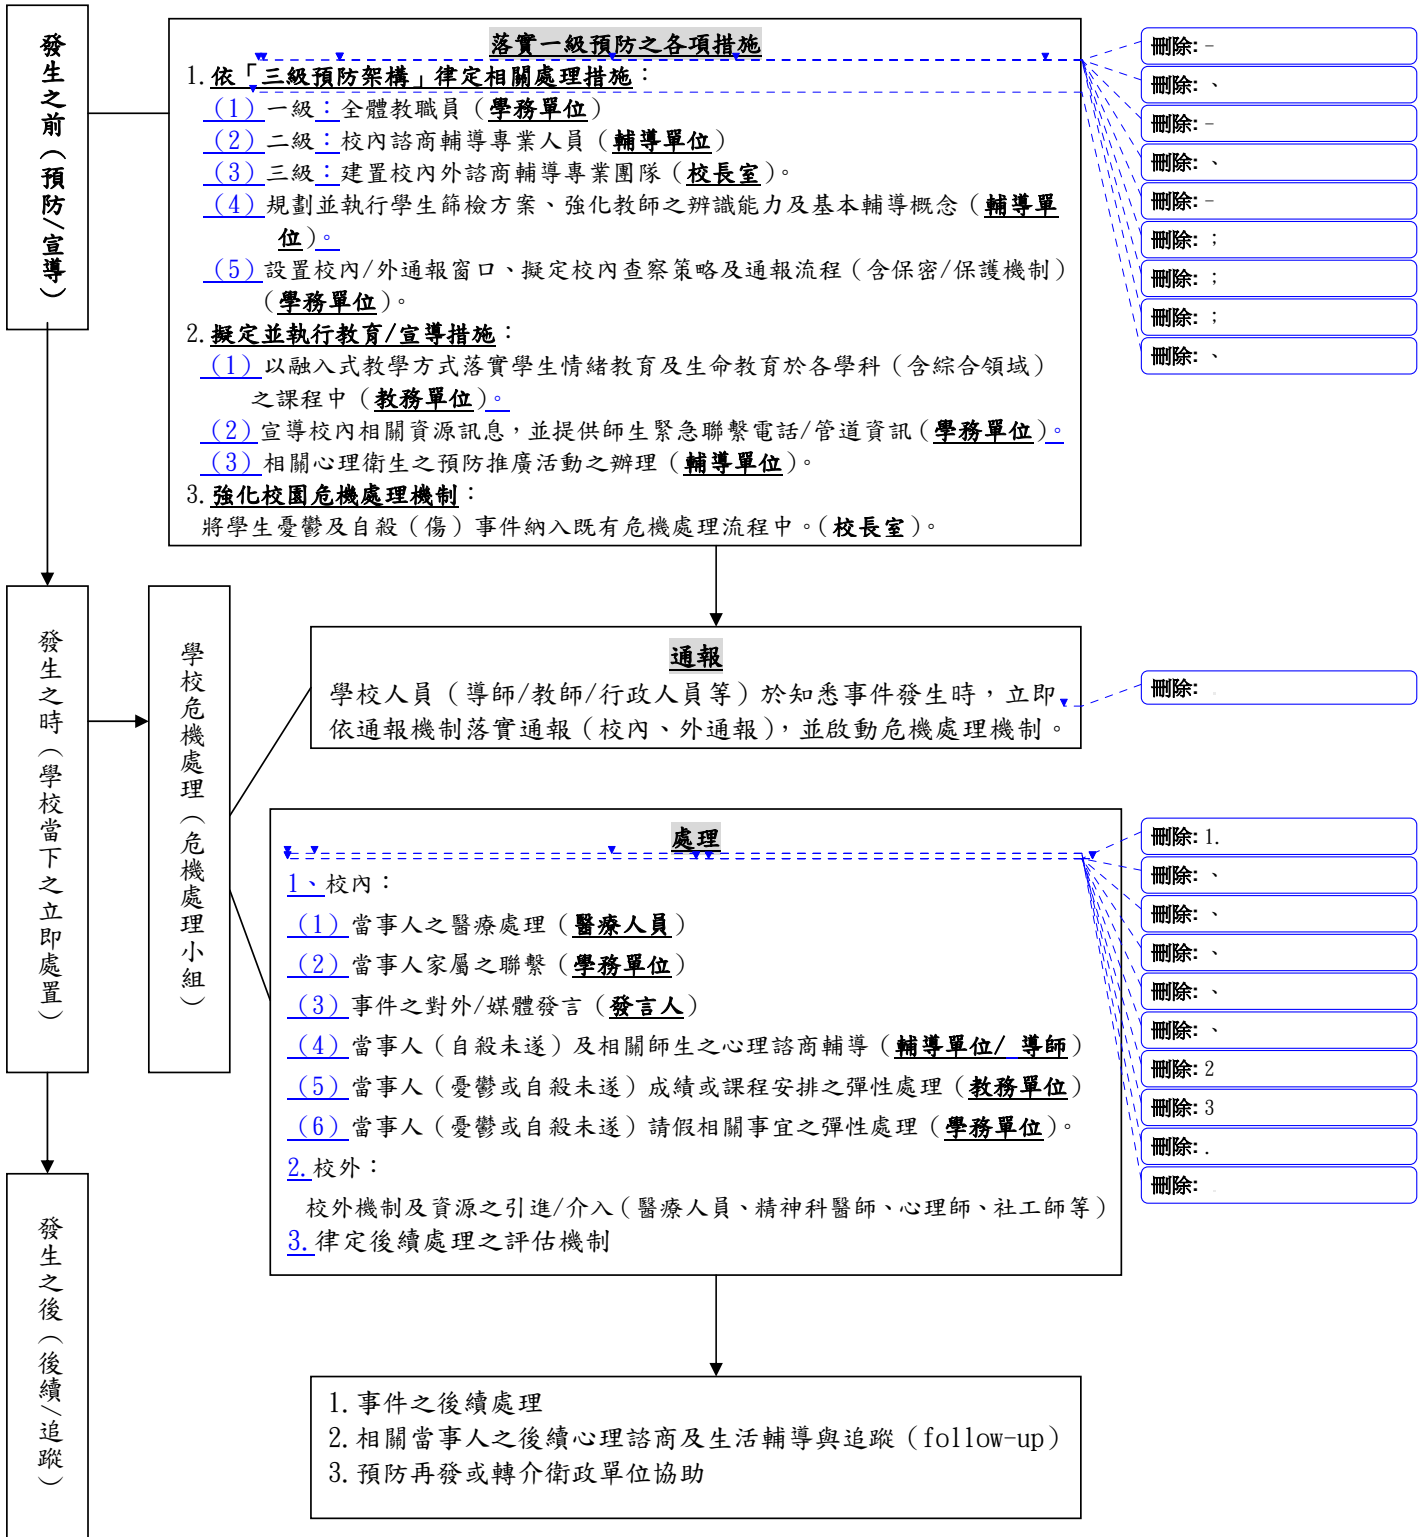 發生之前（預防/宣導）
落實一級預防之各項措施
1.依「三級預防架構」律定相關處理措施：
（1）一級：全體教職員（學務單位）
（2）二級：校內諮商輔導專業人員（輔導單位）
（3）三級：建置校內外諮商輔導專業團隊（校長室）。
（4）規劃並執行學生篩檢方案、強化教師之辨識能力及基本輔導概念（輔導單
位）。
（5）設置校內/外通報窗口、擬定校內查察策略及通報流程（含保密/保護機制）
（學務單位）。
2.擬定並執行教育/宣導措施：
（1）以融入式教學方式落實學生情緒教育及生命教育於各學科（含綜合領域）
之課程中（教務單位）。
（2）宣導校內相關資源訊息，並提供師生緊急聯繫電話/管道資訊（學務單位）。
（3）相關心理衛生之預防推廣活動之辦理（輔導單位）。
3.強化校園危機處理機制：
將學生憂鬱及自殺（傷）事件納入既有危機處理流程中。（校長室）。
刪除: -
刪除: 、
刪除: -
刪除: 、
刪除: -
刪除: ；
刪除: ；
刪除: ；
刪除: 、
發生之時（學校當下之立即處置）
學校危機處理（危機處理小組）
通報
學校人員（導師/教師/行政人員等）於知悉事件發生時，立即
依通報機制落實通報（校內、外通報），並啟動危機處理機制。
刪除:
處理
1、校內：
（1）當事人之醫療處理（醫療人員）
（2）當事人家屬之聯繫（學務單位）
（3）事件之對外/媒體發言（發言人）
（4）當事人（自殺未遂）及相關師生之心理諮商輔導（輔導單位/ 導師）
（5）當事人（憂鬱或自殺未遂）成績或課程安排之彈性處理（教務單位）
（6）當事人（憂鬱或自殺未遂）請假相關事宜之彈性處理（學務單位）。
2.校外：
校外機制及資源之引進/介入（醫療人員、精神科醫師、心理師、社工師等）
3.律定後續處理之評估機制
刪除: 1.
刪除: 、
刪除: 、
刪除: 、
刪除: 、
刪除: 、
刪除: 2
刪除: 3
刪除: .
刪除:
發生之後（後續/追蹤）
1.事件之後續處理
2.相關當事人之後續心理諮商及生活輔導與追蹤（follow-up）
3.預防再發或轉介衛政單位協助